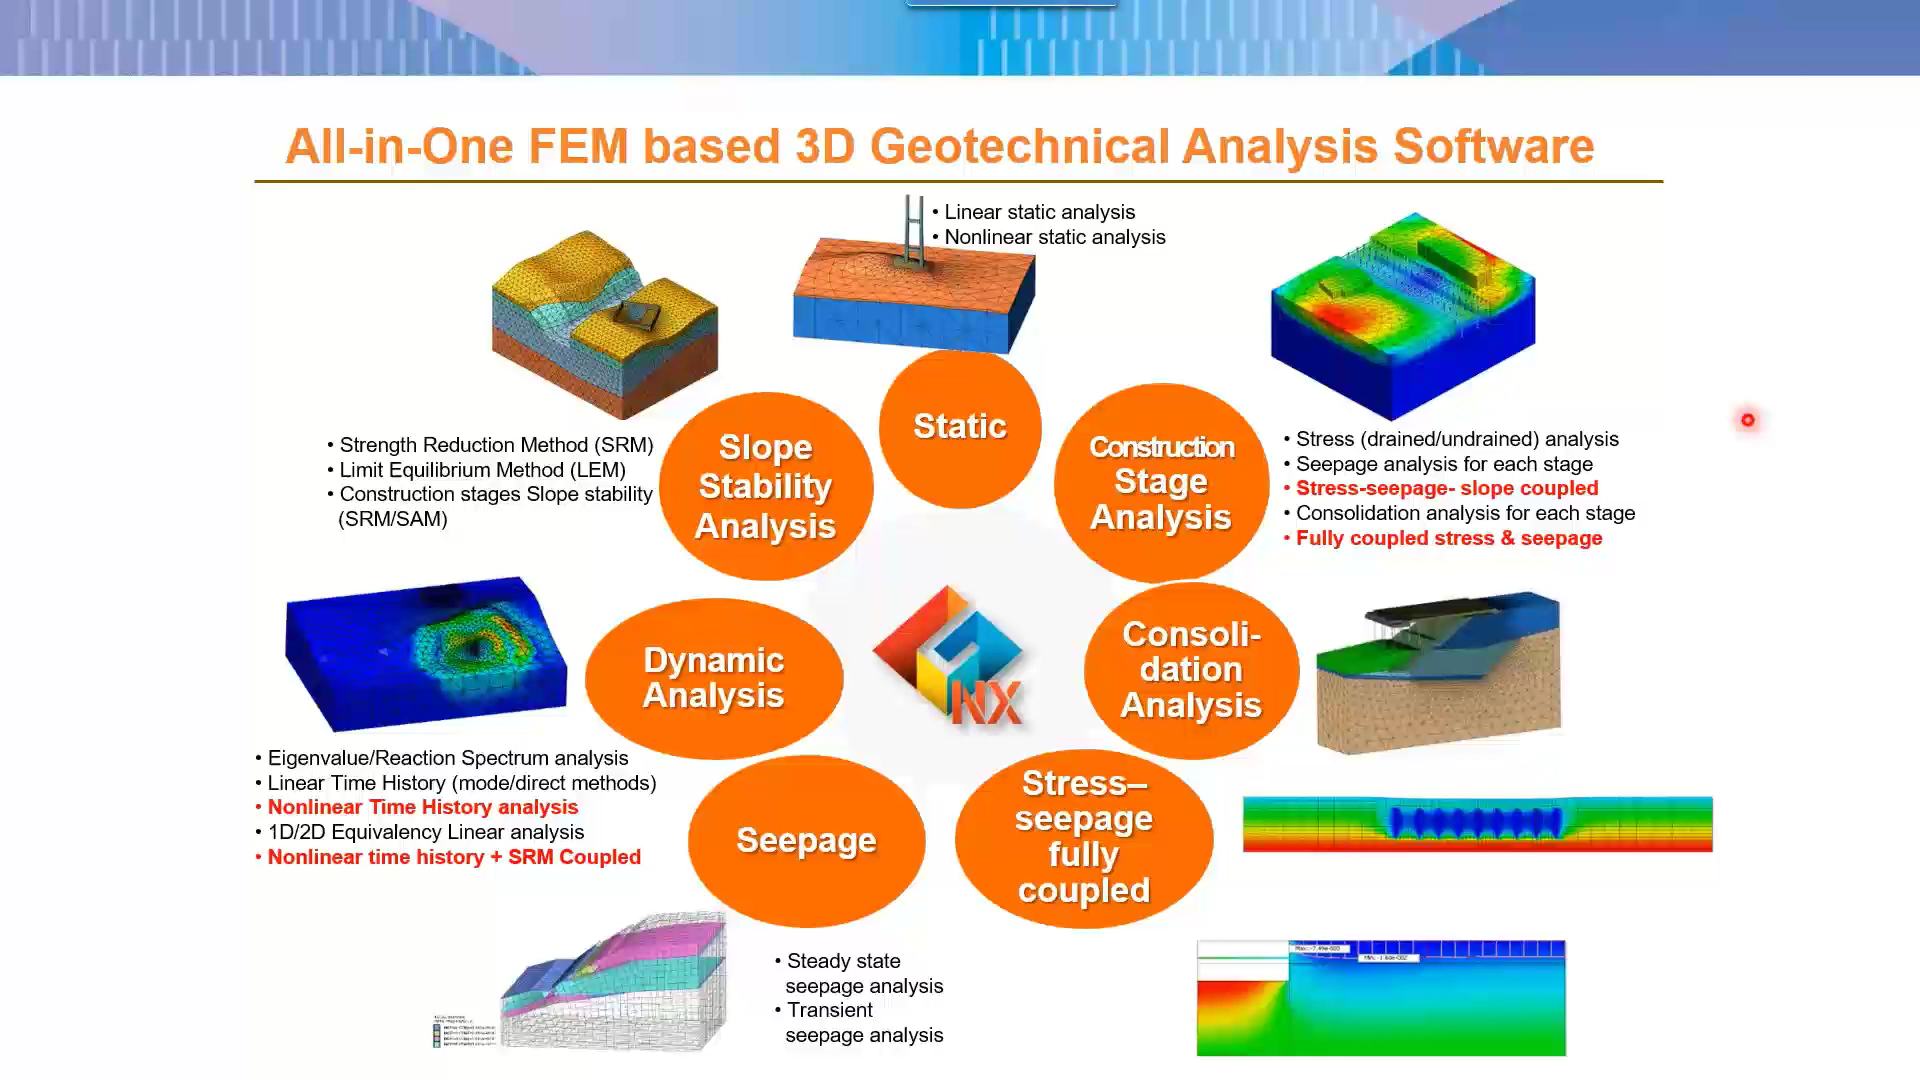 All-in-One FEM based 3D Geotechnical Analysis Software
• Linear static analysis
• Nonlinear static analysis
Static
Slope
Stability
Analysis
• Strength Reduction Method (SRM)
• Limit Equilibrium Method (LEM)
• Construction stages Slope stability
(SRM/SAM)
Construction
Stage
Analysis
• Stress (drained/undrained) analysis
• Seepage analysis for each stage
• Stress-seepage- slope coupled
• Consolidation analysis for each stage
• Fully coupled stress & seepage
Dynamic
Analysis
NX
Consoli-
dation
Analysis
• Eigenvalue/Reaction Spectrum analysis
• Linear Time History (mode/direct methods)
• Nonlinear Time History analysis
• 1D/2D Equivalency Linear analysis
• Nonlinear time history + SRM Coupled
Seepage
Stress–
seepage
fully
coupled
• Steady state
seepage analysis
• Transient
seepage analysis